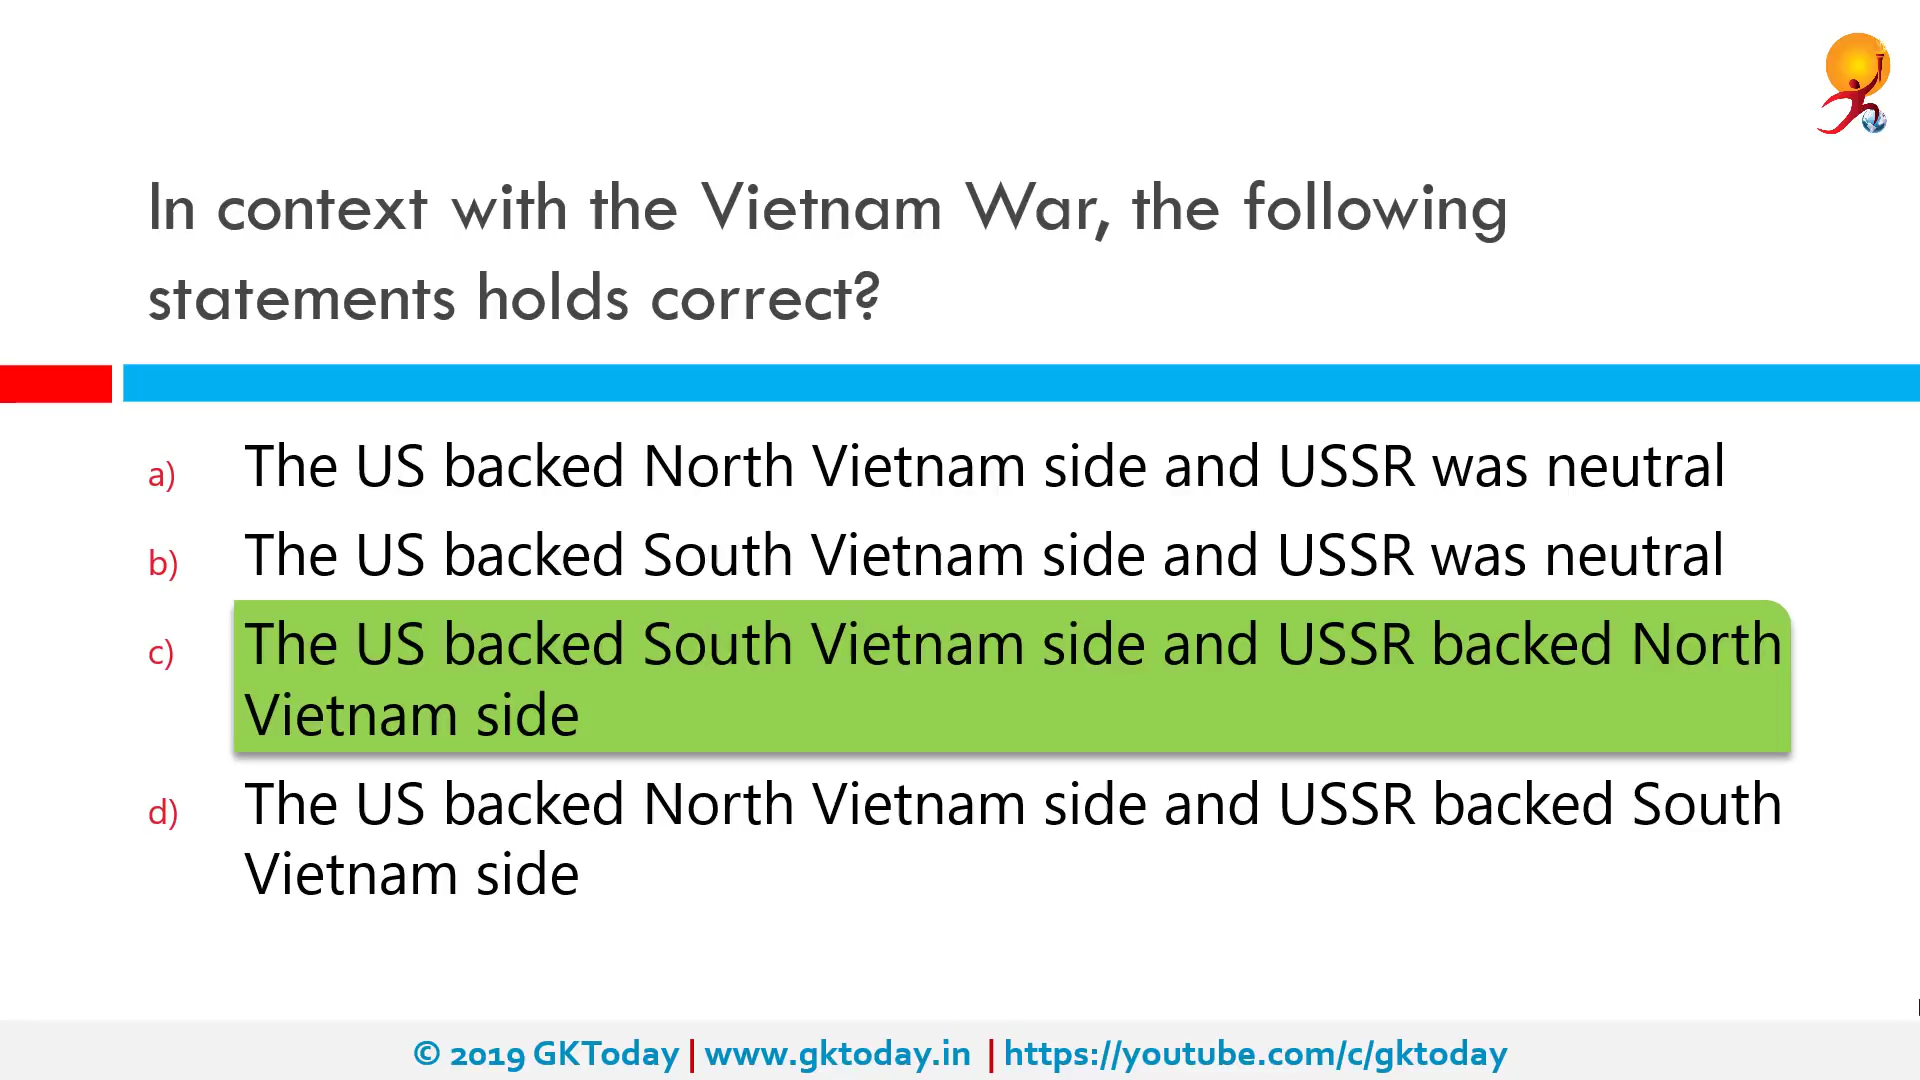 In context with the Vietnam War, the following
statements holds correct?
a) The US backed North Vietnam side and USSR was neutral
b) The US backed South Vietnam side and USSR was neutral
c) The US backed South Vietnam side and USSR backed North
Vietnam side
d) The US backed North Vietnam side and USSR backed South
Vietnam side
© 2019 GKToday | www.gktoday.in | https://youtube.com/c/gktoday